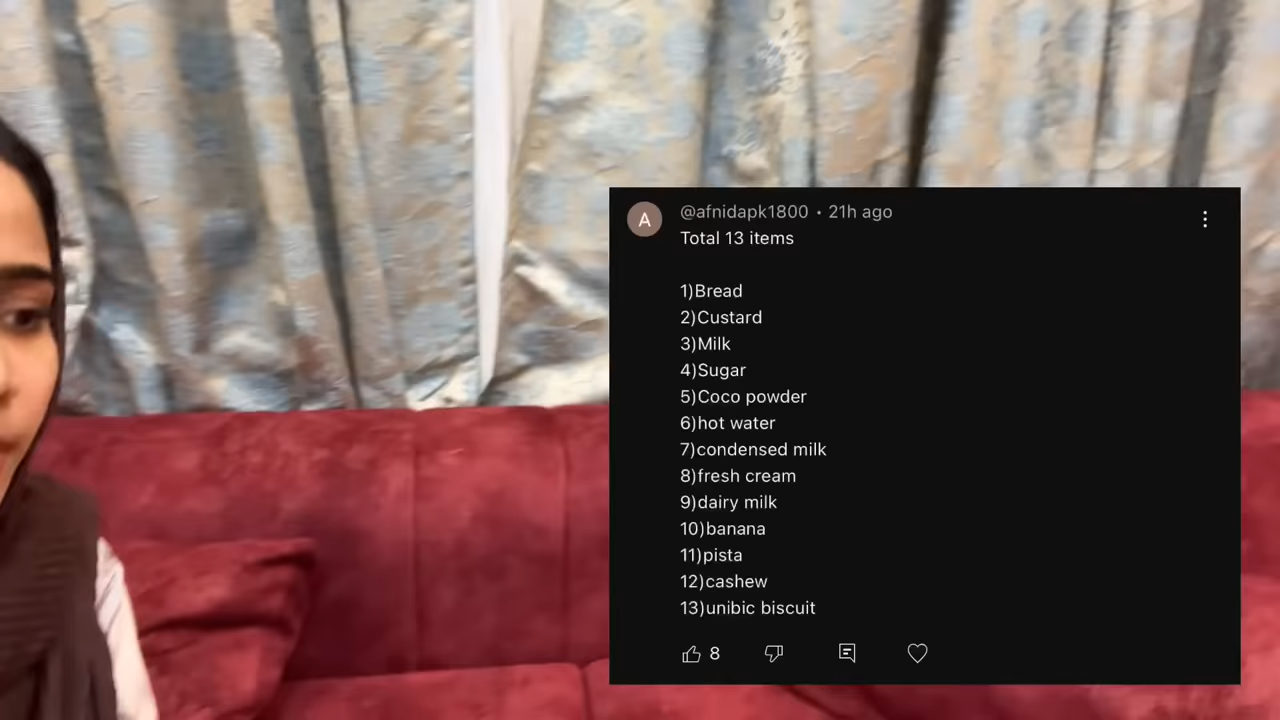 A
@afnidapk1800 • 21h ago
Total 13 items
1)Bread
2)Custard
3)Milk
4)Sugar
5)Coco powder
6)hot water
7)condensed milk
8)fresh cream
9)dairy milk
10)banana
11)pista
12)cashew
13)unibic biscuit
8